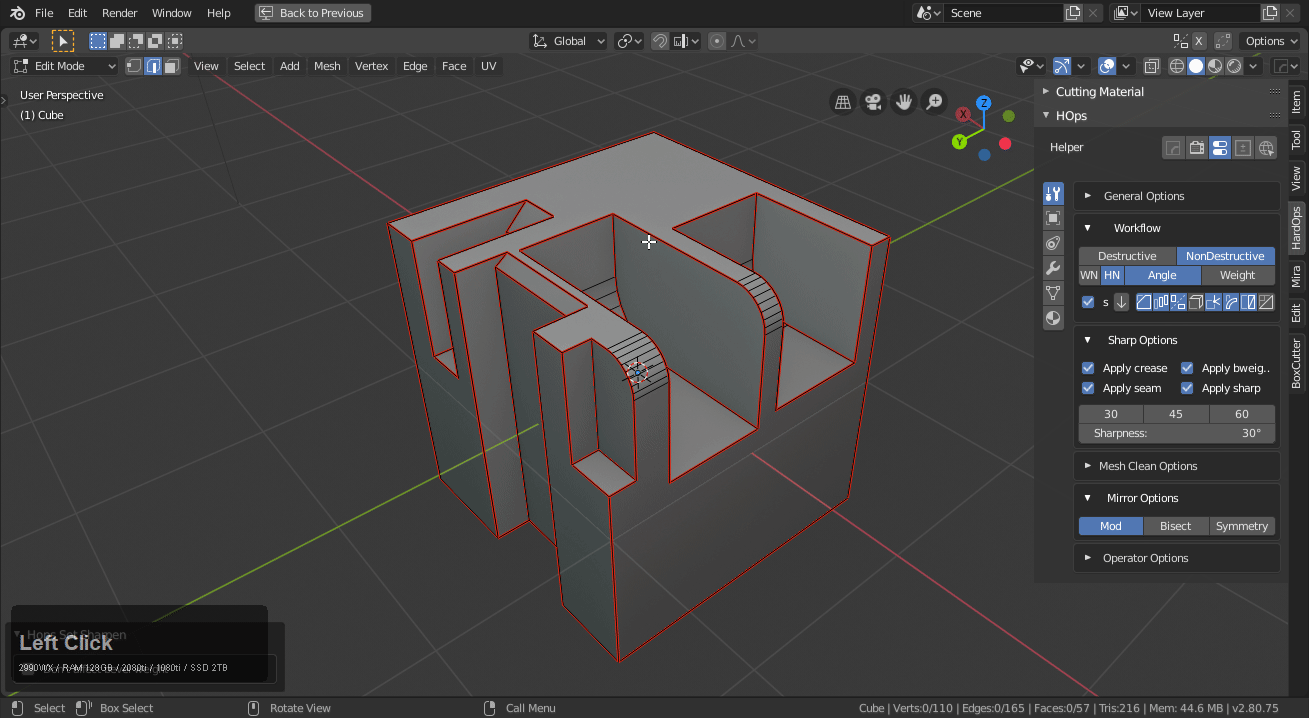 File Edit Render Window Help Back to Previous Scene View Layer
Global X Options
Edit Mode View Select Add Mesh Vertex Edge Face UV
User Perspective
(1) Cube
Z
X
Y
Cutting Material
HOps
Helper
General Options
Workflow
Destructive NonDestructive
WN HN Angle Weight
s
Sharp Options
Apply crease Apply bweig..
Apply seam Apply sharp
30 45 60
Sharpness: 30°
Mesh Clean Options
Mirror Options
Mod Bisect Symmetry
Operator Options
Item
Tool
View
HardOps
Mira
Edit
BoxCutter
Left Click
2990WX / RAM 128GB / 2080ti / 1080ti / SSD 2TB
Select Box Select Rotate View Call Menu Cube | Verts:0/110 | Edges:0/165 | Faces:0/57 | Tris:216 | Mem: 44.6 MB | v2.80.75